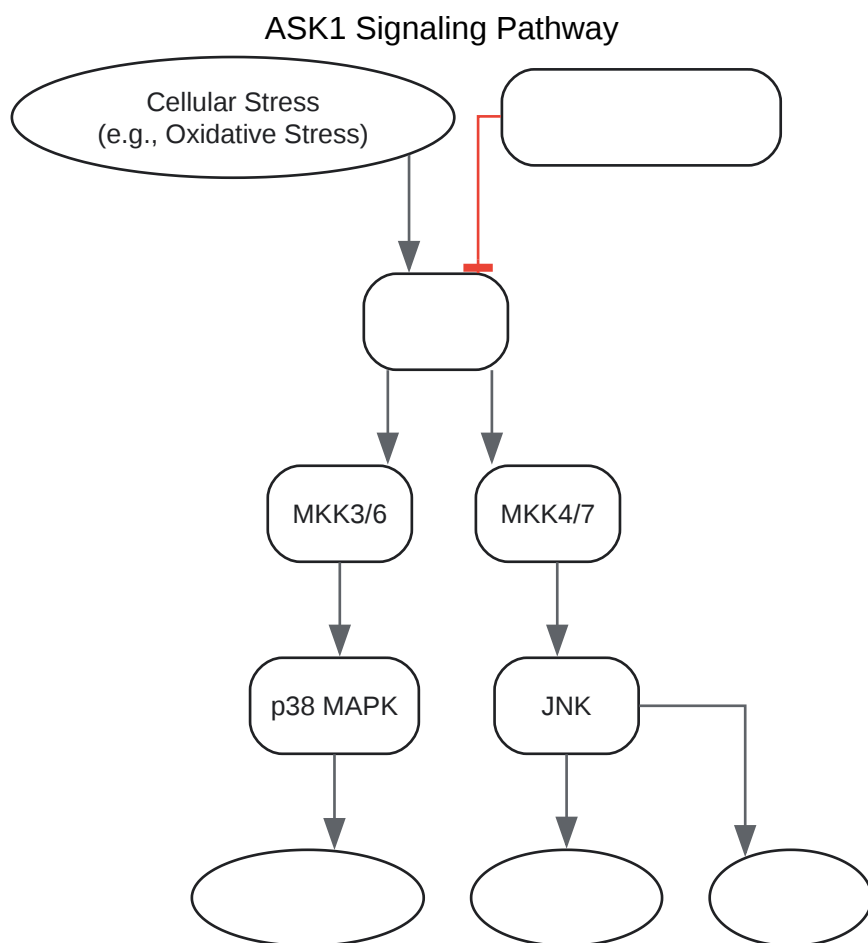 ASK1 Signaling Pathway
Cellular Stress
(e.g., Oxidative Stress)
MKK3/6
MKK4/7
p38 MAPK
JNK